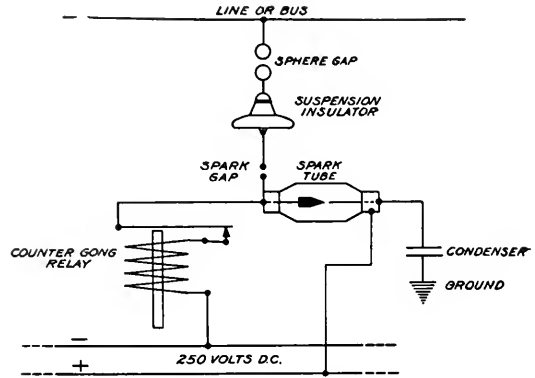 LINE OR BUS
SPHERE GAP
SUSPENSION
INSULATOR
SPARK
GAP
SPARK
TUBE
COUNTER GONG
RELAY
CONDENSER
GROUND
–
250 VOLTS D.C.
+